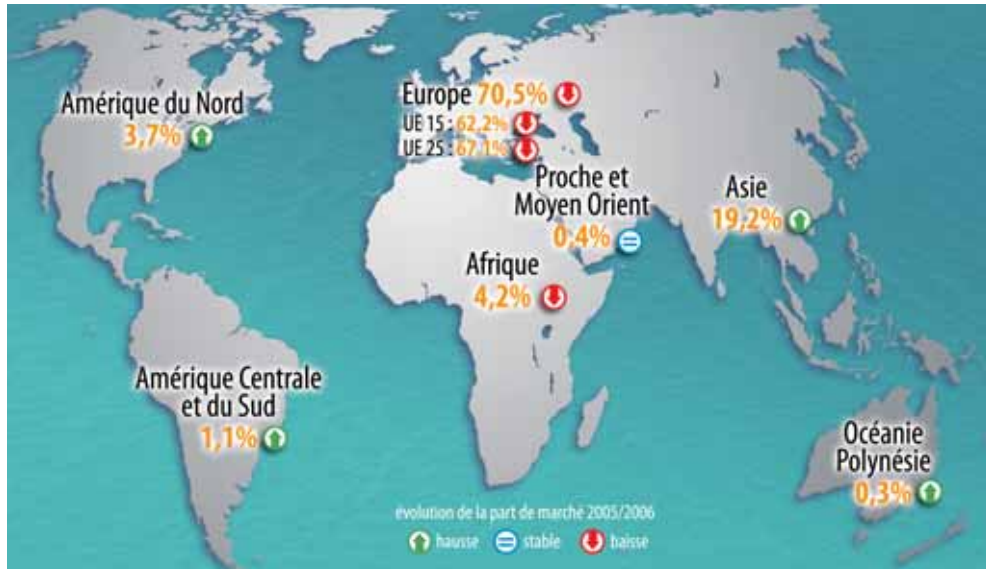 Amérique du Nord
3,7%
Europe 70,5%
UE 15 : 62,2%
UE 25 : 67,1%
Proche et
Moyen Orient
0,4%
Asie
19,2%
Afrique
4,2%
Amérique Centrale
et du Sud
1,1%
Océanie
Polynésie
0,3%
évolution de la part de marché 2005/2006
hausse stable baisse